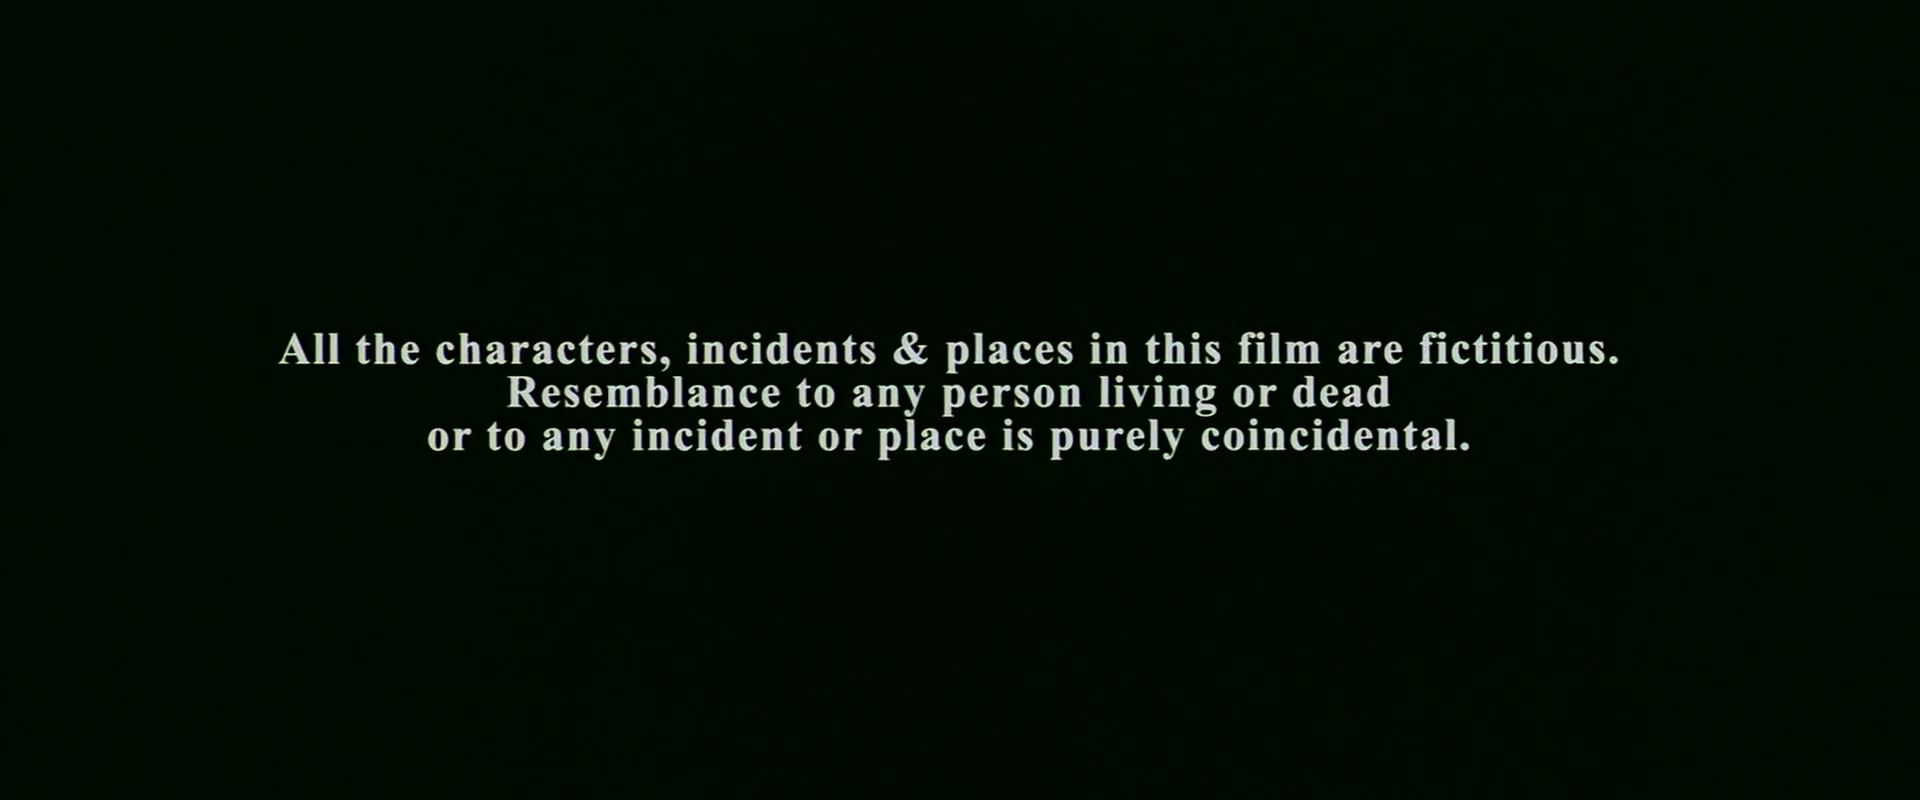 All the characters, incidents & places in this film are fictitious.
Resemblance to any person living or dead
or to any incident or place is purely coincidental.